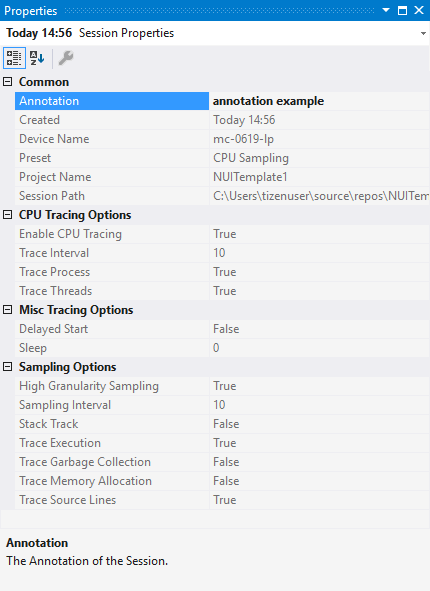 Properties
Today 14:56 Session Properties
Common
Annotation annotation example
Created Today 14:56
Device Name mc-0619-lp
Preset CPU Sampling
Project Name NUITemplate1
Session Path C:\Users\tizenuser\source\repos\NUITem
CPU Tracing Options
Enable CPU Tracing True
Trace Interval 10
Trace Process True
Trace Threads True
Misc Tracing Options
Delayed Start False
Sleep 0
Sampling Options
High Granularity Sampling True
Sampling Interval 10
Stack Track False
Trace Execution True
Trace Garbage Collection False
Trace Memory Allocation False
Trace Source Lines True
Annotation
The Annotation of the Session.